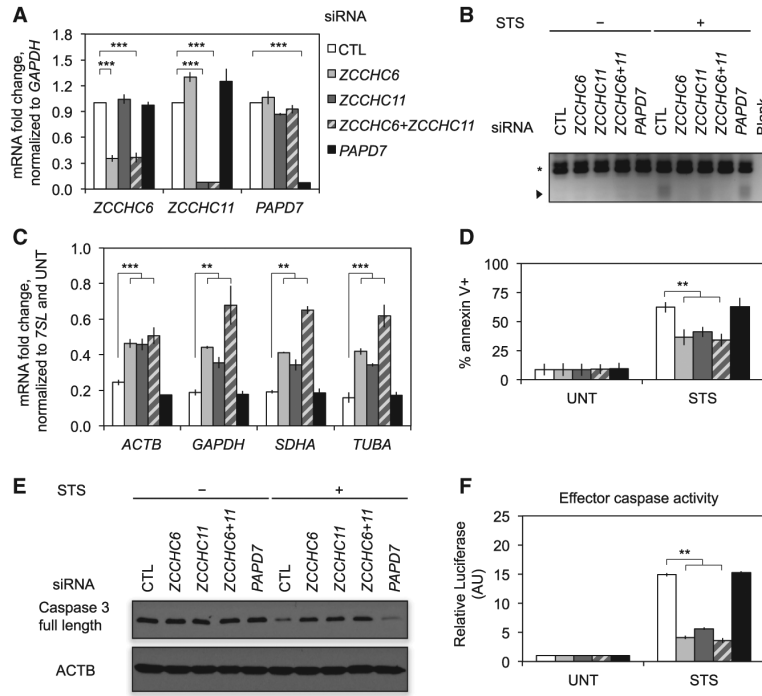 A
siRNA
mRNA fold change,
normalized to GAPDH
1.8
1.5
1.2
0.9
0.6
0.3
0.0
***
***
***
***
***
ZCCHC6
ZCCHC11
PAPD7
CTL
ZCCHC6
ZCCHC11
ZCCHC6+ZCCHC11
PAPD7
B
STS
–
+
siRNA
CTL
ZCCHC6
ZCCHC11
ZCCHC6+11
PAPD7
CTL
ZCCHC6
ZCCHC11
ZCCHC6+11
PAPD7
Blank
*
C
mRNA fold change,
normalized to 7SL and UNT
1.0
0.8
0.6
0.4
0.2
0.0
***
**
**
***
ACTB
GAPDH
SDHA
TUBA
D
% annexin V+
100
75
50
25
0
**
UNT
STS
E
STS
–
+
siRNA
CTL
ZCCHC6
ZCCHC11
ZCCHC6+11
PAPD7
CTL
ZCCHC6
ZCCHC11
ZCCHC6+11
PAPD7
Caspase 3
full length
ACTB
F
Effector caspase activity
Relative Luciferase
(AU)
20
15
10
5
0
**
UNT
STS